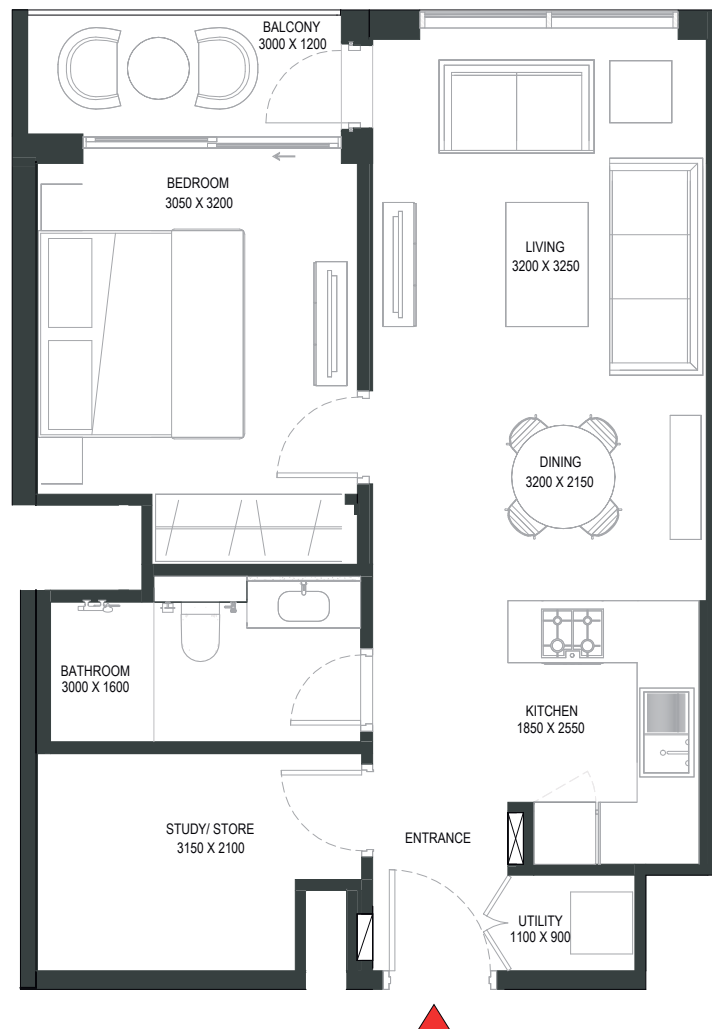 BALCONY
3000 X 1200
BEDROOM
3050 X 3200
LIVING
3200 X 3250
DINING
3200 X 2150
BATHROOM
3000 X 1600
KITCHEN
1850 X 2550
STUDY/ STORE
3150 X 2100
ENTRANCE
UTILITY
1100 X 900